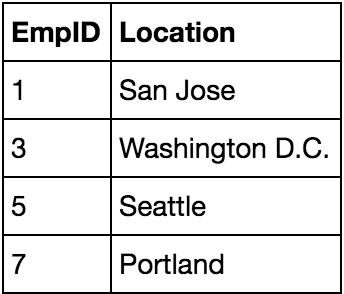 EmpID Location
1 San Jose
3 Washington D.C.
5 Seattle
7 Portland